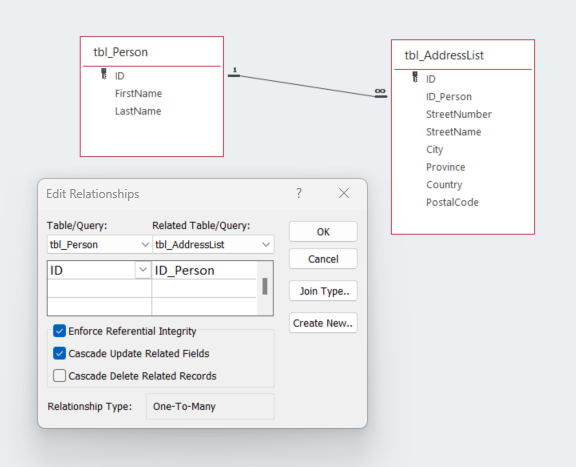 tbl_Person
ID
FirstName
LastName
1
∞
tbl_AddressList
ID
ID_Person
StreetNumber
StreetName
City
Province
Country
PostalCode
Edit Relationships
?
Table/Query: Related Table/Query:
tbl_Person tbl_AddressList
ID ID_Person
OK
Cancel
Join Type..
Create New..
Enforce Referential Integrity
Cascade Update Related Fields
Cascade Delete Related Records
Relationship Type: One-To-Many